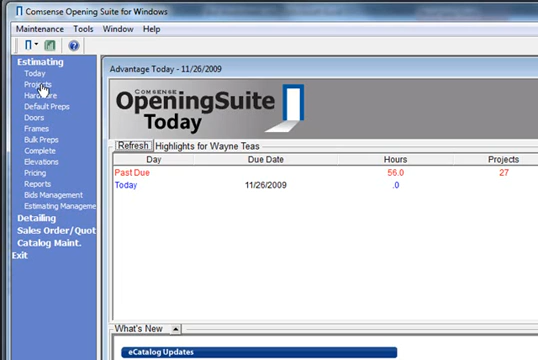 Comsense Opening Suite for Windows
Maintenance Tools Window Help
Estimating
Today
Projects
Hardware
Default Preps
Doors
Frames
Bulk Preps
Complete
Elevations
Pricing
Reports
Bids Management
Estimating Manageme
Detailing
Sales Order/Quot
Catalog Maint.
Exit
Advantage Today - 11/26/2009
COMSENSE
OpeningSuite
Today
Refresh Highlights for Wayne Teas
Day Due Date Hours Projects
Past Due 56.0 27
Today 11/26/2009 .0
What's New
eCatalog Updates